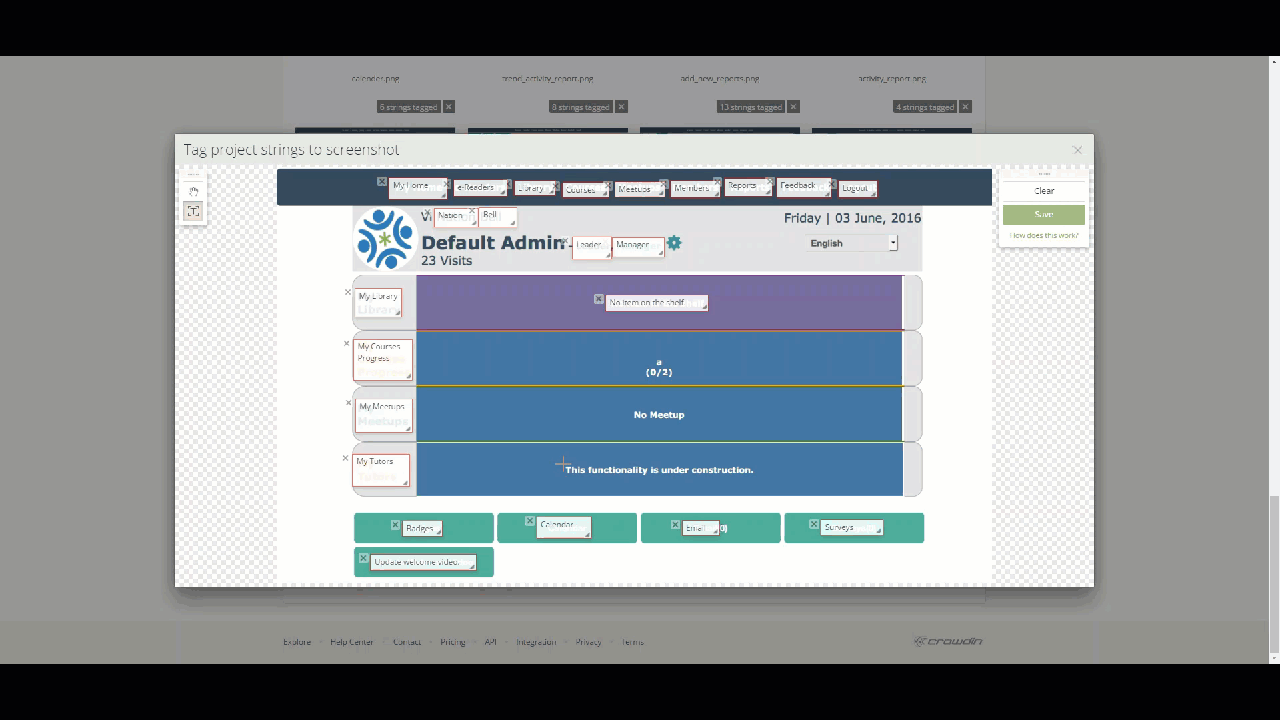 calender.png trend_activity_report.png add_new_reports.png activity_report.png
6 strings tagged 8 strings tagged 13 strings tagged 4 strings tagged
Tag project strings to screenshot
My Home e-Readers Library Courses Meetups Members Reports Feedback Logout
Clear
Save
How does this work?
Nation Bell
Friday | 03 June, 2016
Default Admin
Leader Manager
English
23 Visits
My Library
No item on the shelf
My Courses
Progress
a
(0/2)
My Meetups
No Meetup
My Tutors
This functionality is under construction.
Badges Calendar Email Surveys
Update welcome video.
Explore Help Center Contact Pricing API Integration Privacy Terms
crowdin